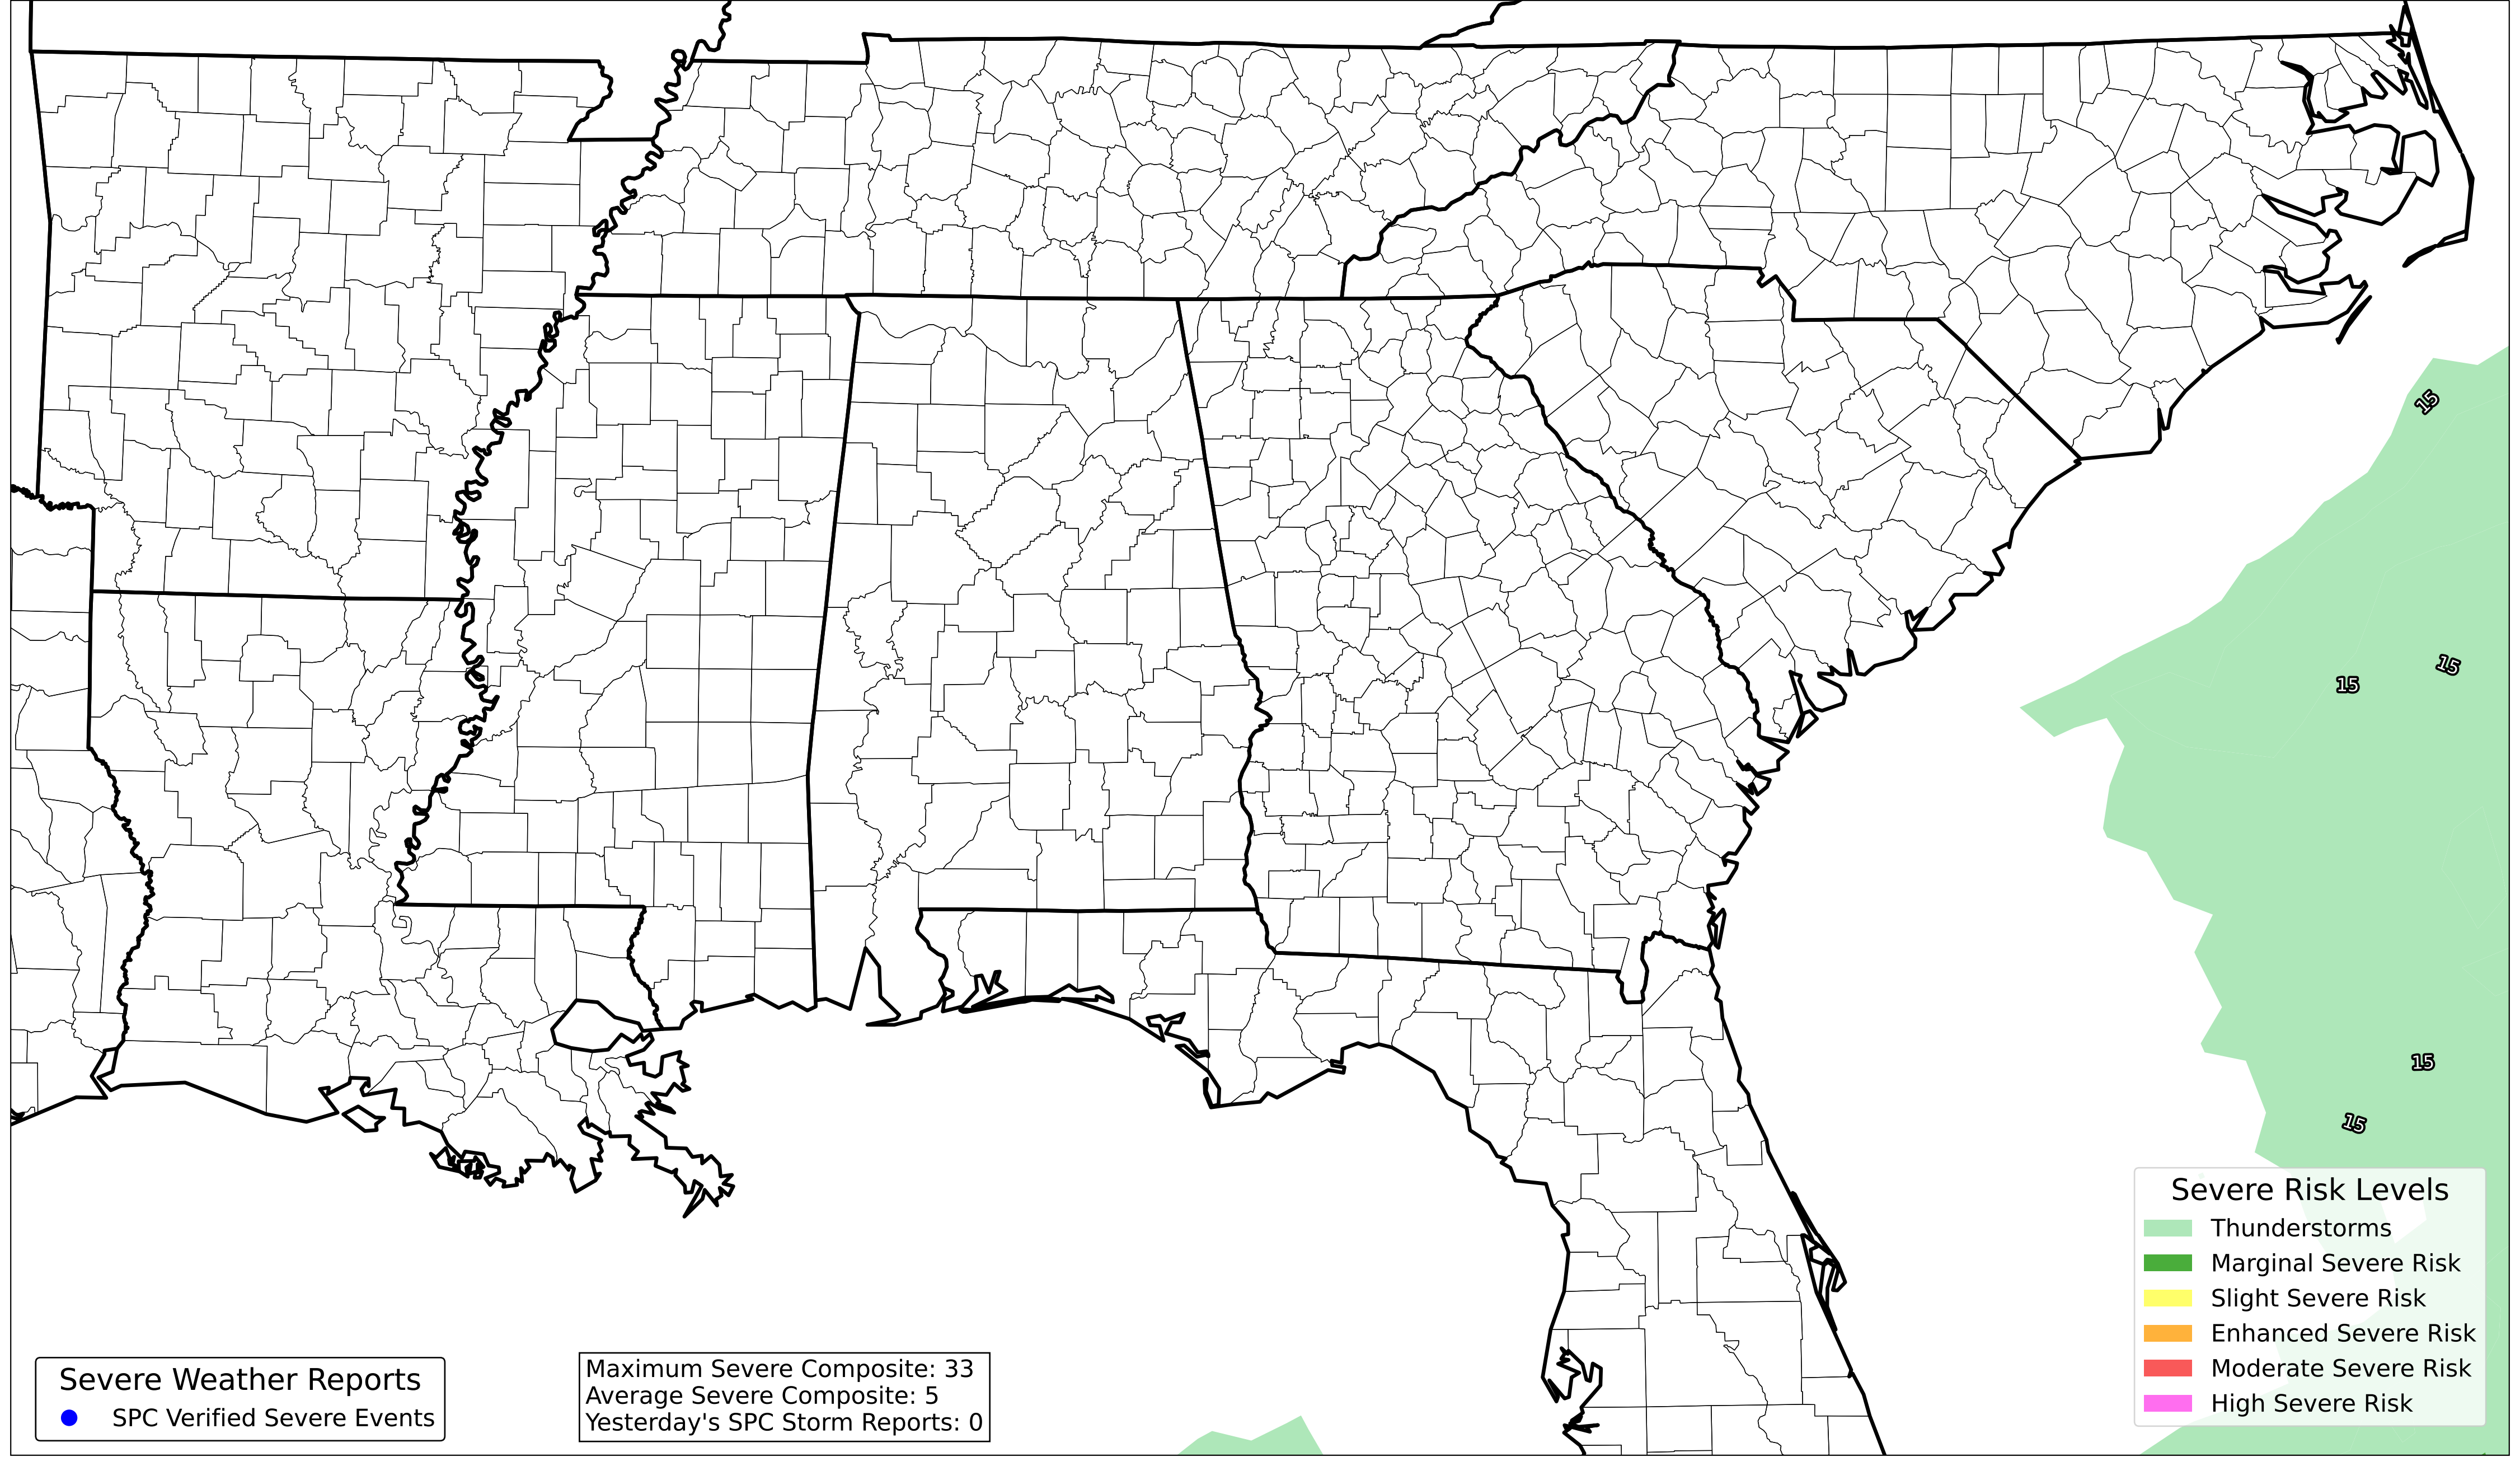 15
15
15
15
15
Severe Risk Levels
Thunderstorms
Marginal Severe Risk
Slight Severe Risk
Enhanced Severe Risk
Moderate Severe Risk
High Severe Risk
Severe Weather Reports
SPC Verified Severe Events
Maximum Severe Composite: 33
Average Severe Composite: 5
Yesterday's SPC Storm Reports: 0